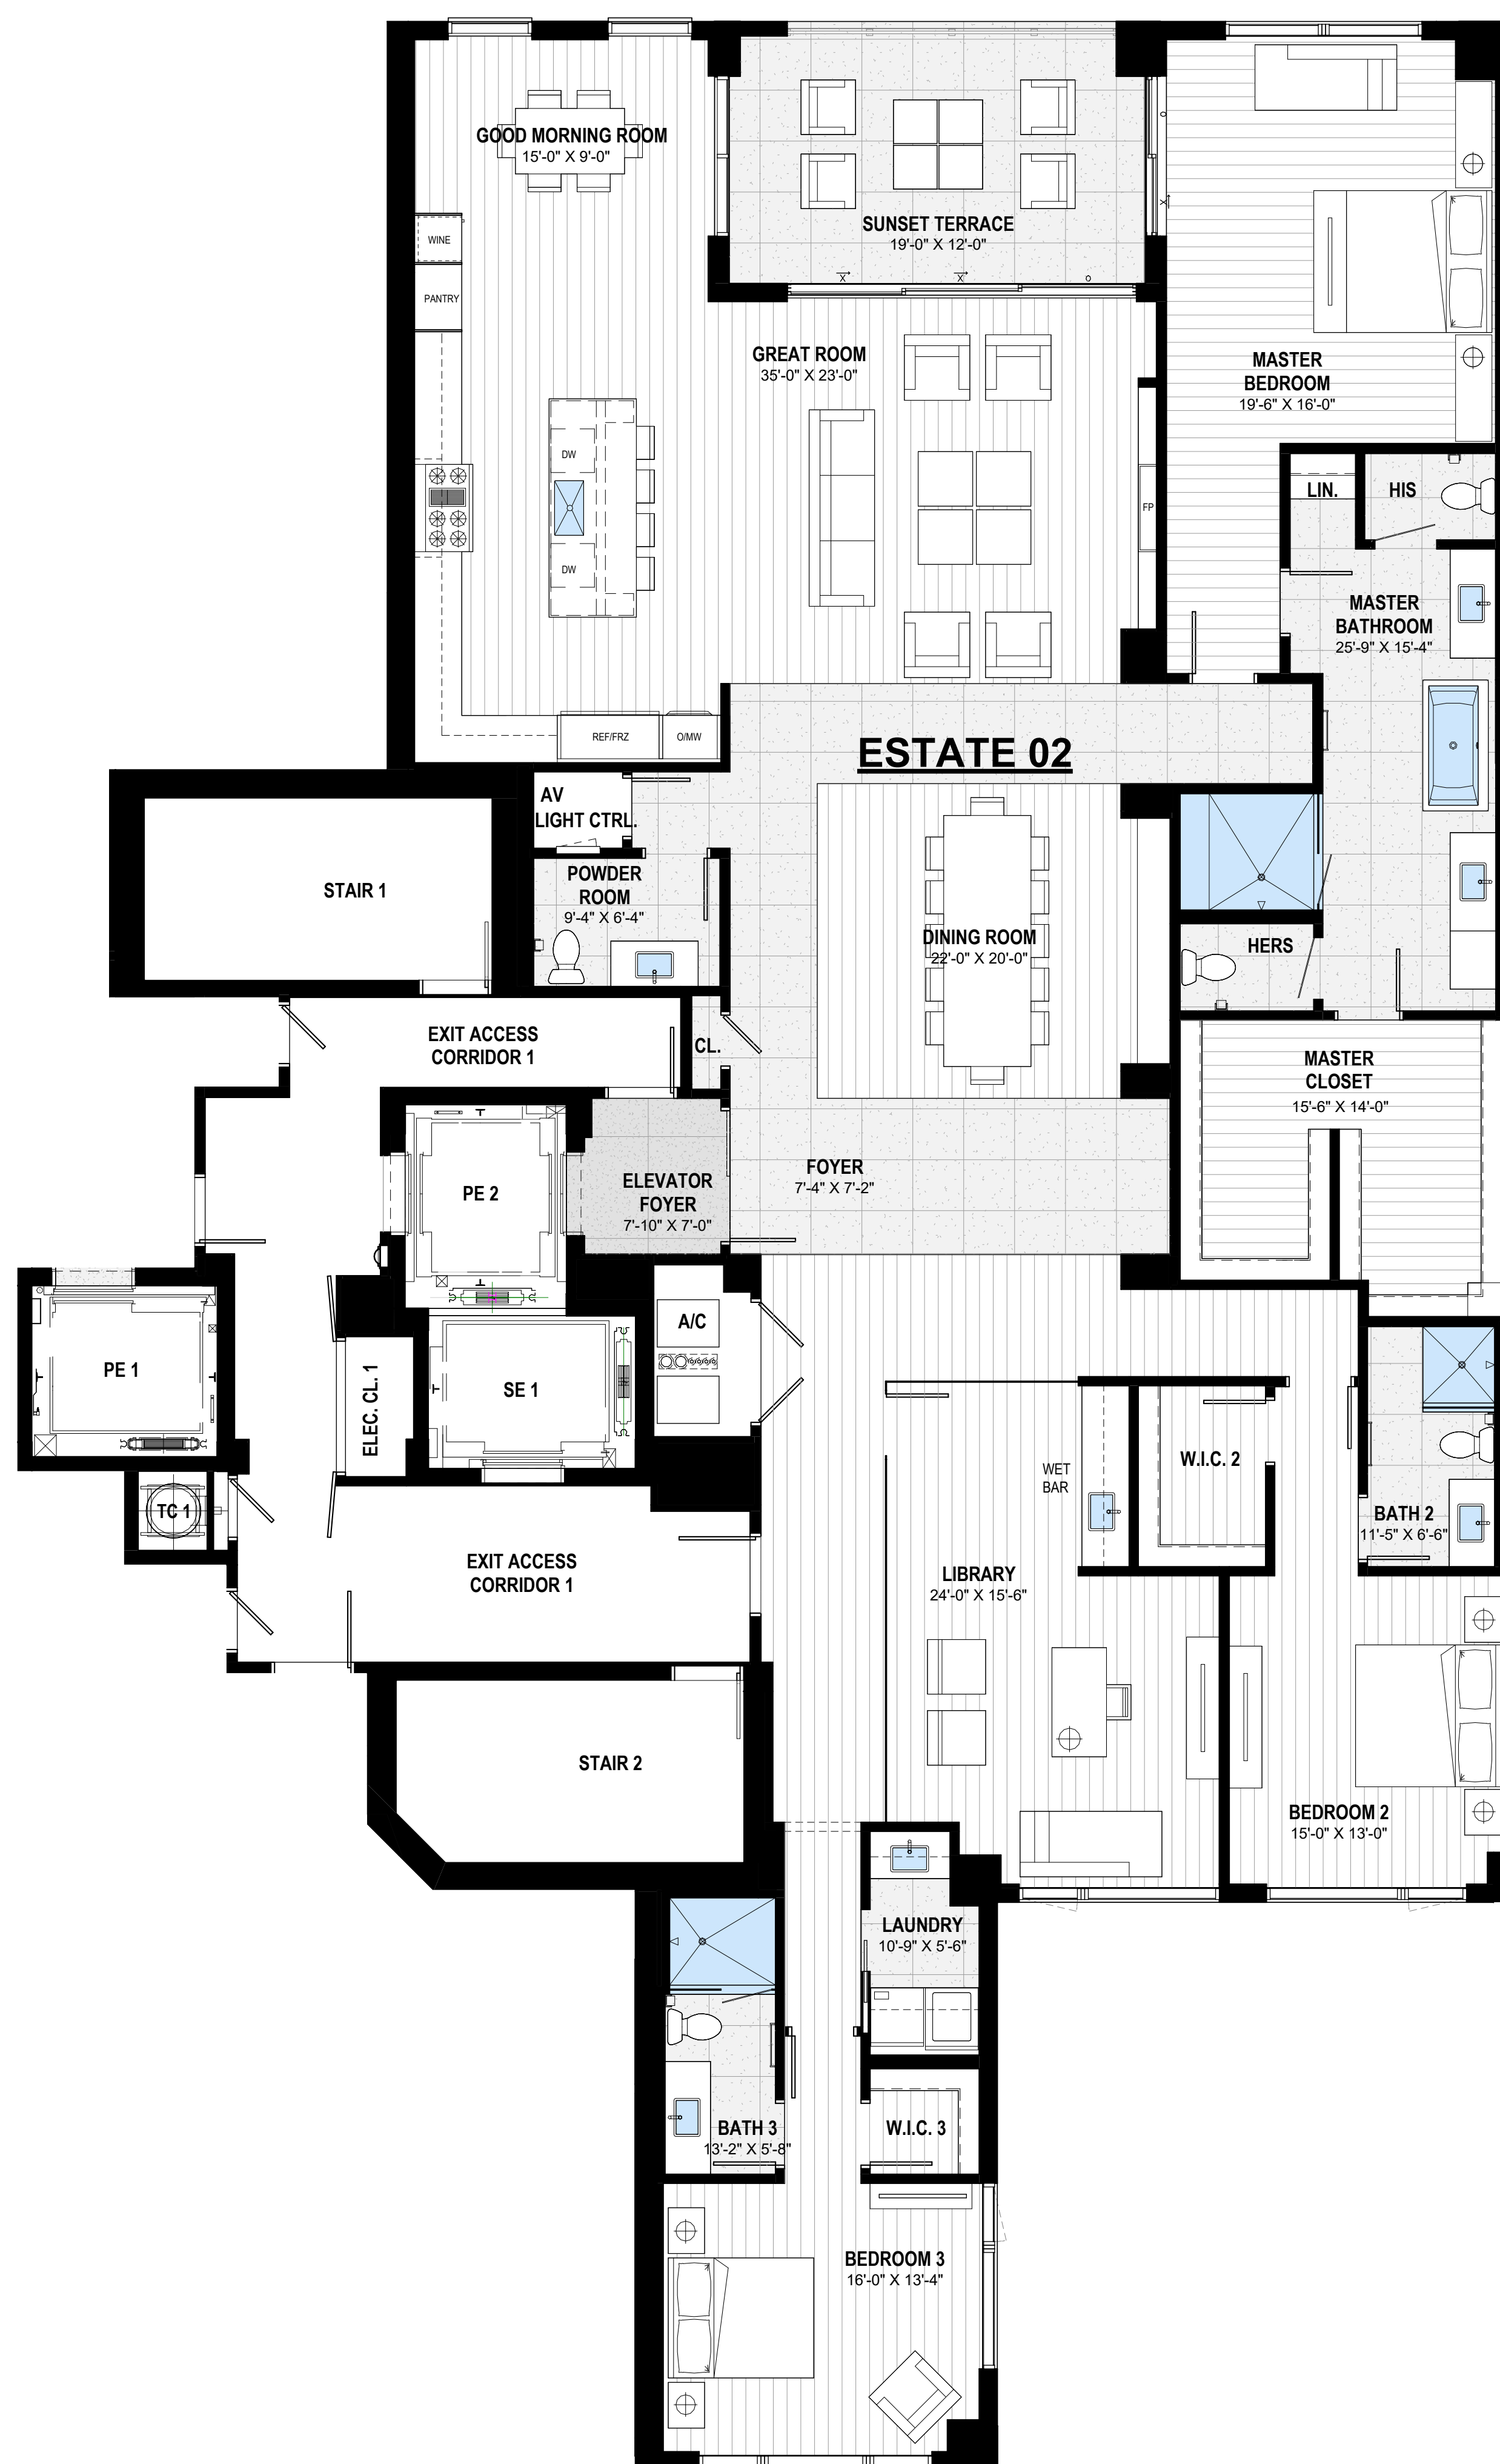 GOOD MORNING ROOM
15'-0" X 9'-0"
SUNSET TERRACE
19'-0" X 12'-0"
X
X
O
O
X
WINE
PANTRY
GREAT ROOM
35'-0" X 23'-0"
MASTER
BEDROOM
19'-6" X 16'-0"
DW
DW
FP
LIN.
HIS
MASTER
BATHROOM
25'-9" X 15'-4"
REF/FRZ
O/MW
ESTATE 02
AV
LIGHT CTRL.
STAIR 1
POWDER
ROOM
9'-4" X 6'-4"
DINING ROOM
22'-0" X 20'-0"
HERS
EXIT ACCESS
CORRIDOR 1
CL.
MASTER
CLOSET
15'-6" X 14'-0"
PE 2
ELEVATOR
FOYER
7'-10" X 7'-0"
FOYER
7'-4" X 7'-2"
A/C
PE 1
SE 1
ELEC. CL. 1
WET
BAR
W.I.C. 2
TC 1
BATH 2
11'-5" X 6'-6"
EXIT ACCESS
CORRIDOR 1
LIBRARY
24'-0" X 15'-6"
STAIR 2
BEDROOM 2
15'-0" X 13'-0"
LAUNDRY
10'-9" X 5'-6"
BATH 3
13'-2" X 5'-8"
W.I.C. 3
BEDROOM 3
16'-0" X 13'-4"